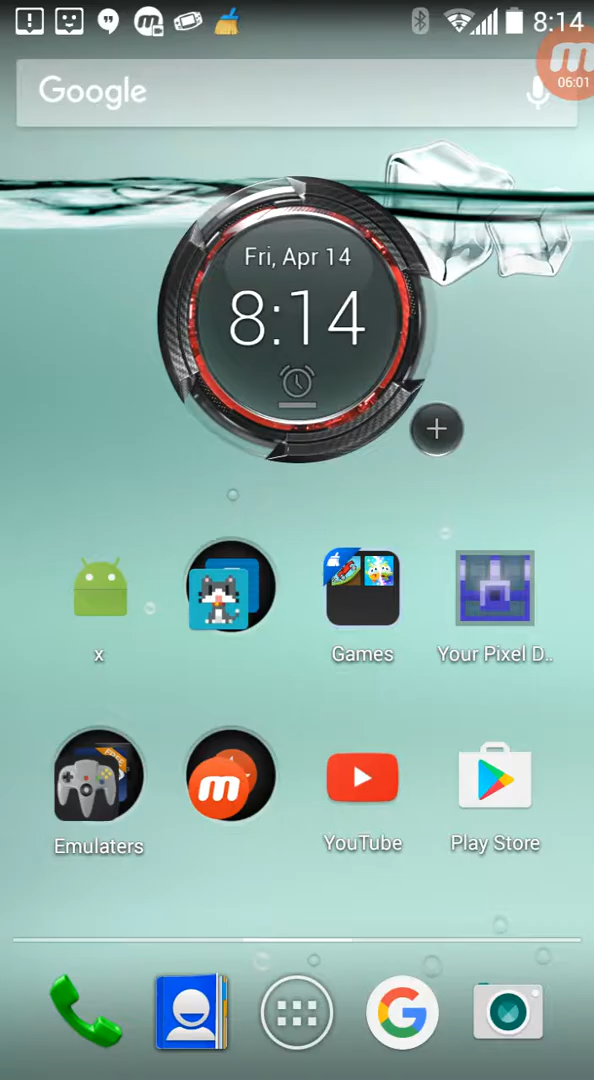 8:14
06:01
Google
Fri, Apr 14
8:14
x
Games
Your Pixel D..
Emulaters
YouTube
Play Store